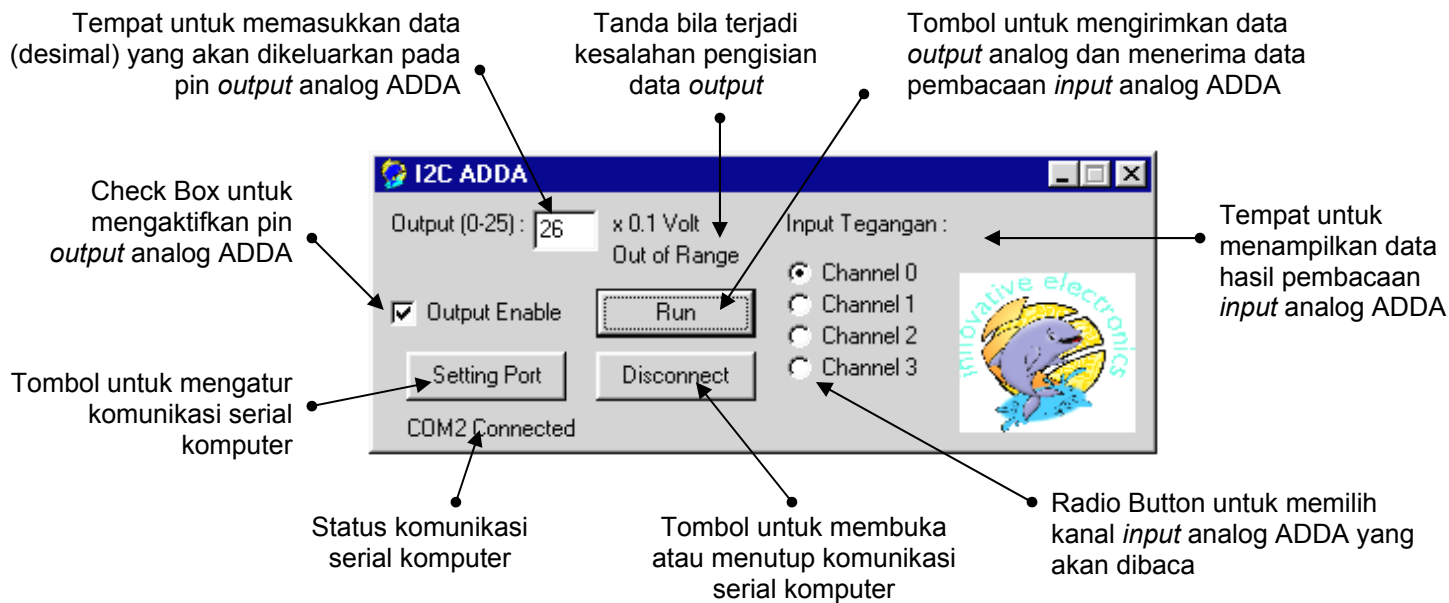 Tempat untuk memasukkan data
(desimal) yang akan dikeluarkan pada
pin output analog ADDA
Tanda bila terjadi
kesalahan pengisian
data output
Tombol untuk mengirimkan data
output analog dan menerima data
pembacaan input analog ADDA
Check Box untuk
mengaktifkan pin
output analog ADDA
Tombol untuk mengatur
komunikasi serial
komputer
I2C ADDA
Output (0-25) : 26 x 0.1 Volt
Out of Range
Input Tegangan :
Output Enable
Run
Channel 0
Channel 1
Channel 2
Channel 3
Setting Port
Disconnect
COM2 Connected
innovative electronics
Tempat untuk
menampilkan data
hasil pembacaan
input analog ADDA
Status komunikasi
serial komputer
Tombol untuk membuka
atau menutup komunikasi
serial komputer
Radio Button untuk memilih
kanal input analog ADDA yang
akan dibaca